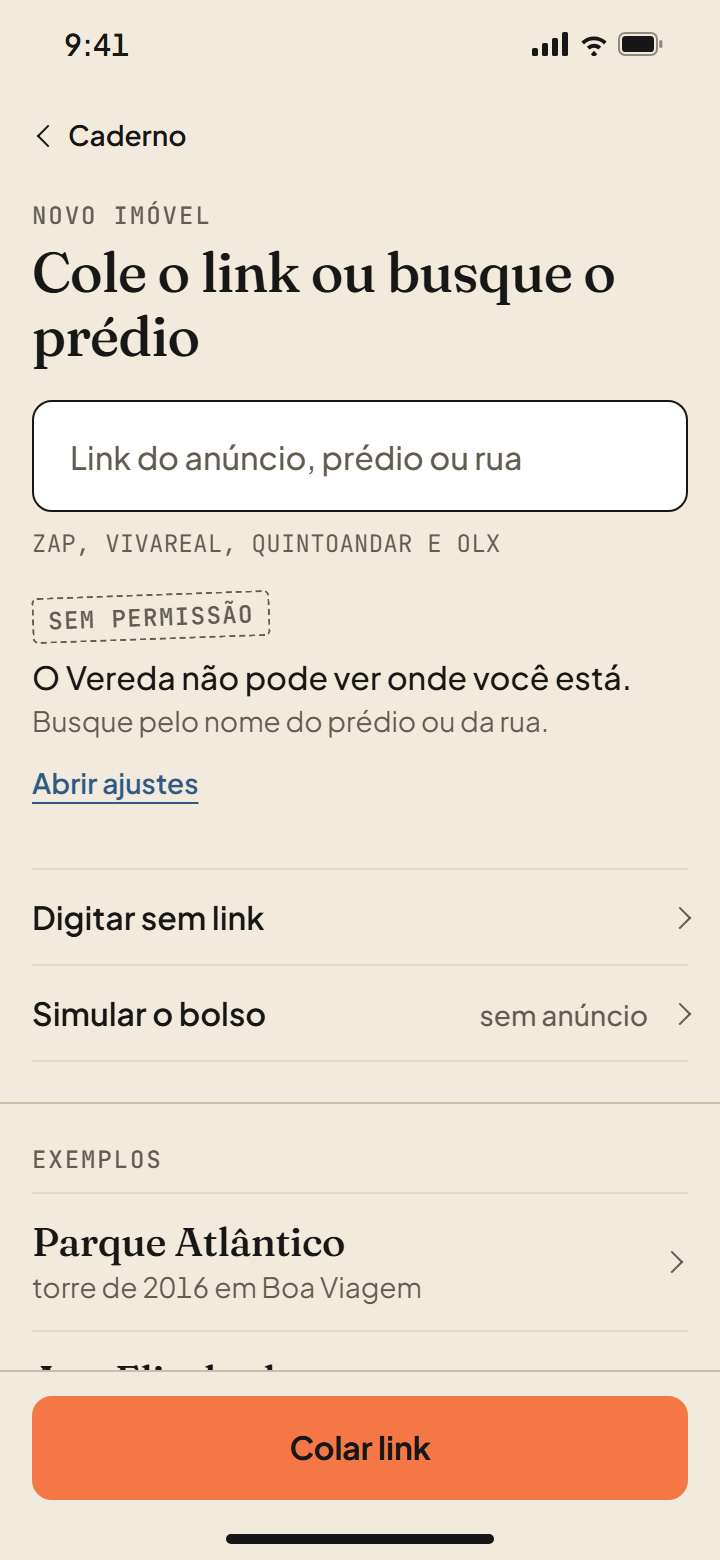 9:41
Caderno
NOVO IMÓVEL
Cole o link ou busque o
prédio
Link do anúncio, prédio ou rua
ZAP, VIVAREAL, QUINTOANDAR E OLX
SEM PERMISSÃO
O Vereda não pode ver onde você está.
Busque pelo nome do prédio ou da rua.
Abrir ajustes
Digitar sem link
Simular o bolso
sem anúncio
EXEMPLOS
Parque Atlântico
torre de 2016 em Boa Viagem
Colar link